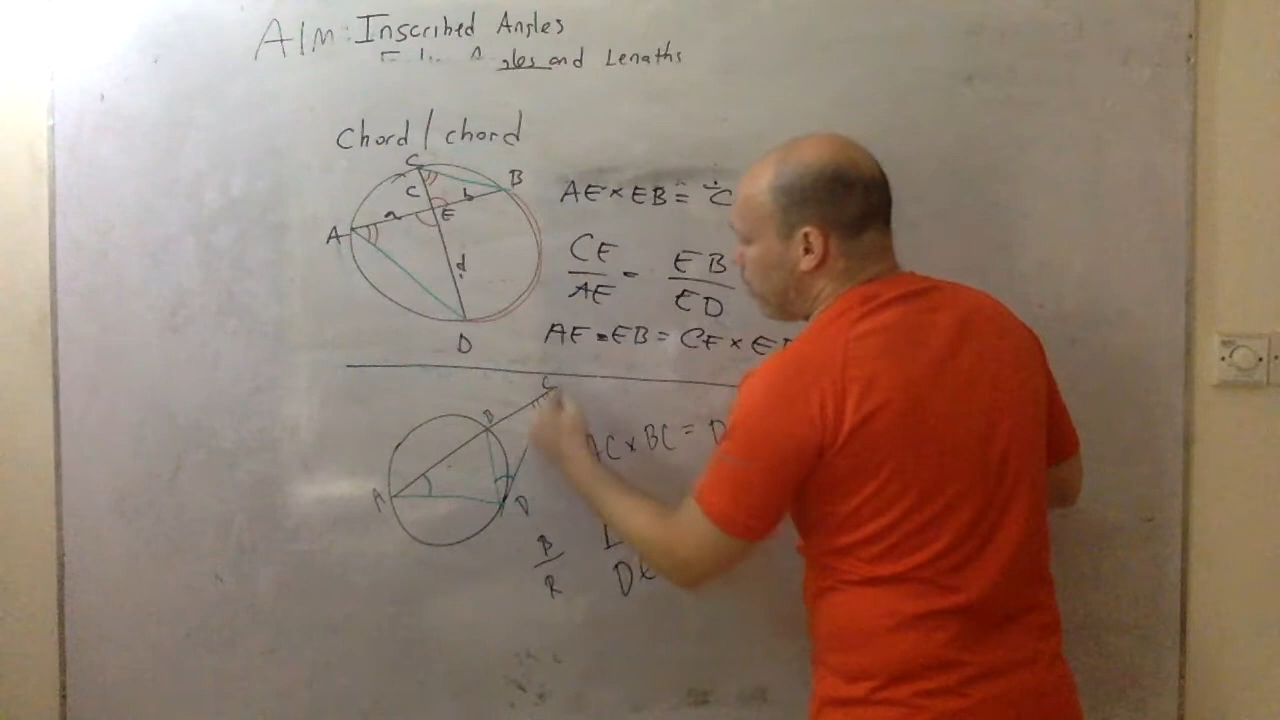 AIM: Inscribed Angles
Angles and Lengths
Chord / chord
C
B
c
b
a
E
A
d
D
AE × EB = C
CE / AE = EB / ED
AE • EB = CE × E
C
B
A
D
AC × BC = D
B / R